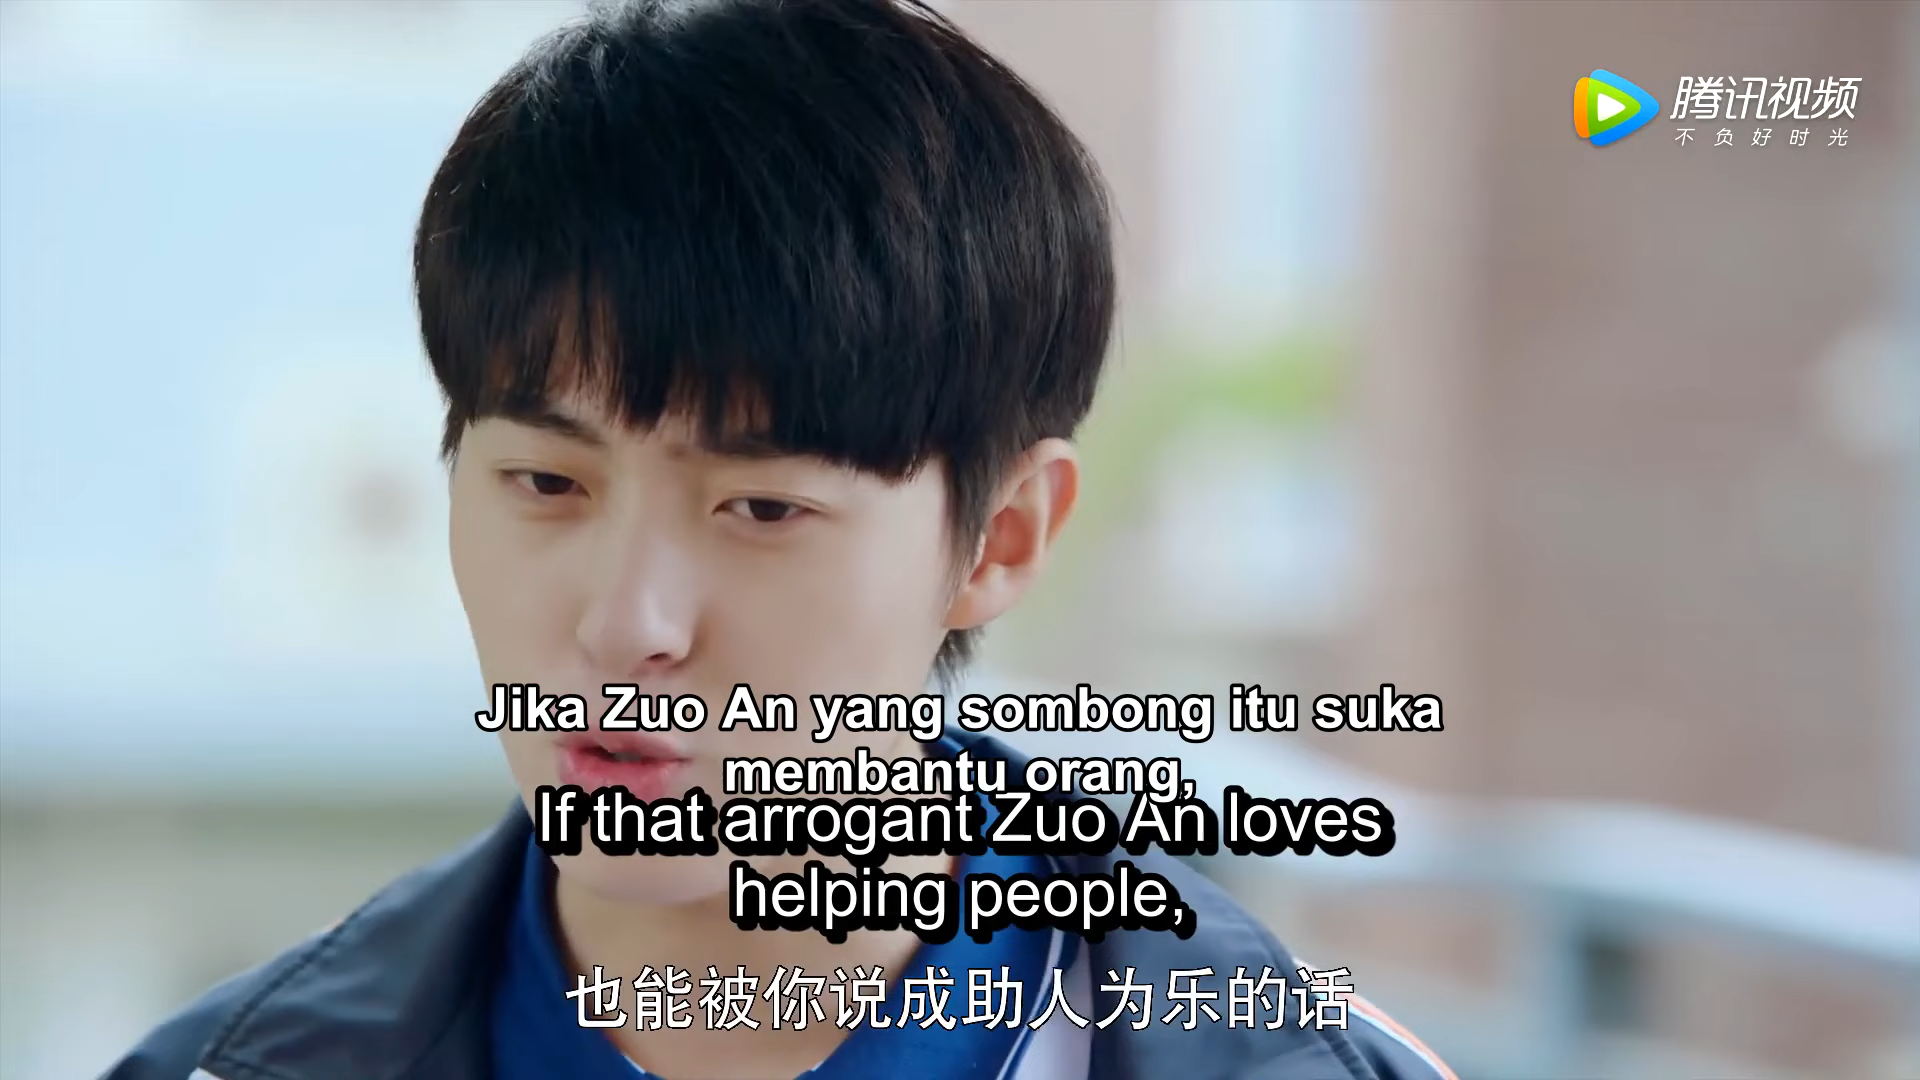 腾讯视频
不负好时光
Jika Zuo An yang sombong itu suka
membantu orang,
If that arrogant Zuo An loves
helping people,
也能被你说成助人为乐的话